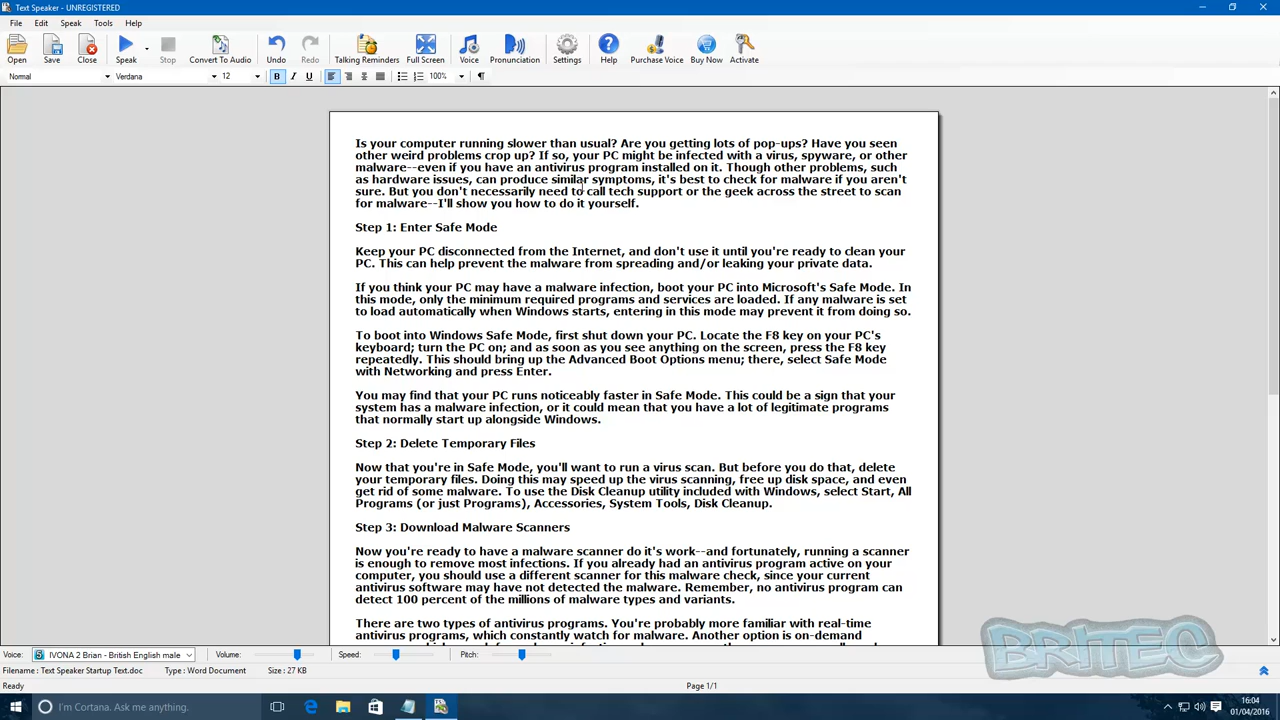 Text Speaker - UNREGISTERED
File Edit Speak Tools Help
Open Save Close Speak Stop Convert To Audio Undo Redo Talking Reminders Full Screen Voice Pronunciation Settings Help Purchase Voice Buy Now Activate
Normal Verdana 12 B I U 100% ¶
Is your computer running slower than usual? Are you getting lots of pop-ups? Have you seen
other weird problems crop up? If so, your PC might be infected with a virus, spyware, or other
malware--even if you have an antivirus program installed on it. Though other problems, such
as hardware issues, can produce similar symptoms, it's best to check for malware if you aren't
sure. But you don't necessarily need to call tech support or the geek across the street to scan
for malware--I'll show you how to do it yourself.
Step 1: Enter Safe Mode
Keep your PC disconnected from the Internet, and don't use it until you're ready to clean your
PC. This can help prevent the malware from spreading and/or leaking your private data.
If you think your PC may have a malware infection, boot your PC into Microsoft's Safe Mode. In
this mode, only the minimum required programs and services are loaded. If any malware is set
to load automatically when Windows starts, entering in this mode may prevent it from doing so.
To boot into Windows Safe Mode, first shut down your PC. Locate the F8 key on your PC's
keyboard; turn the PC on; and as soon as you see anything on the screen, press the F8 key
repeatedly. This should bring up the Advanced Boot Options menu; there, select Safe Mode
with Networking and press Enter.
You may find that your PC runs noticeably faster in Safe Mode. This could be a sign that your
system has a malware infection, or it could mean that you have a lot of legitimate programs
that normally start up alongside Windows.
Step 2: Delete Temporary Files
Now that you're in Safe Mode, you'll want to run a virus scan. But before you do that, delete
your temporary files. Doing this may speed up the virus scanning, free up disk space, and even
get rid of some malware. To use the Disk Cleanup utility included with Windows, select Start, All
Programs (or just Programs), Accessories, System Tools, Disk Cleanup.
Step 3: Download Malware Scanners
Now you're ready to have a malware scanner do it's work--and fortunately, running a scanner
is enough to remove most infections. If you already had an antivirus program active on your
computer, you should use a different scanner for this malware check, since your current
antivirus software may have not detected the malware. Remember, no antivirus program can
detect 100 percent of the millions of malware types and variants.
There are two types of antivirus programs. You're probably more familiar with real-time
antivirus programs, which constantly watch for malware. Another option is on-demand
BRITEC
Voice: IVONA 2 Brian - British English male Volume: Speed: Pitch:
Filename : Text Speaker Startup Text.doc Type : Word Document Size : 27 KB
Ready Page 1/1
I'm Cortana. Ask me anything. 16:04
01/04/2016